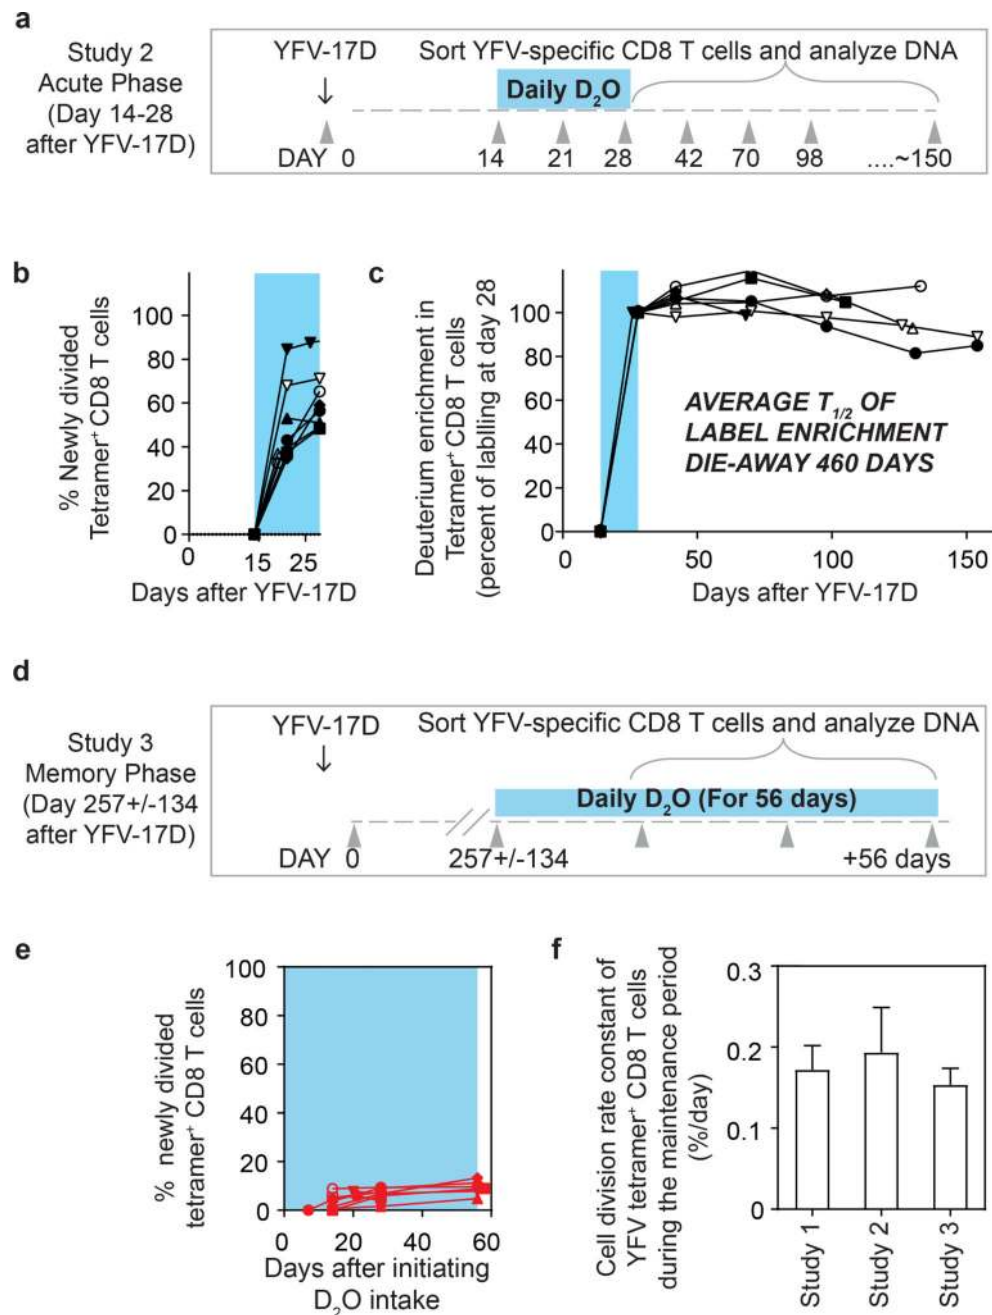 a
Study 2
Acute Phase
(Day 14-28
after YFV-17D)
YFV-17D
Sort YFV-specific CD8 T cells and analyze DNA
Daily D2O
DAY 0 14 21 28 42 70 98 ....~150
b
% Newly divided
Tetramer+ CD8 T cells
100
80
60
40
20
0
0 15 25
Days after YFV-17D
c
Deuterium enrichment in
Tetramer+ CD8 T cells
(percent of lablling at day 28
100
80
60
40
20
0
AVERAGE T1/2 OF
LABEL ENRICHMENT
DIE-AWAY 460 DAYS
0 50 100 150
Days after YFV-17D
d
Study 3
Memory Phase
(Day 257+/-134
after YFV-17D)
YFV-17D
Sort YFV-specific CD8 T cells and analyze DNA
Daily D2O (For 56 days)
DAY 0 257+/-134 +56 days
e
% newly divided
tetramer+ CD8 T cells
100
80
60
40
20
0
0 20 40 60
Days after initiating
D2O intake
f
Cell division rate constant of
YFV tetramer+ CD8 T cells
during the maintenance period
(%/day)
0.3
0.2
0.1
0
Study 1
Study 2
Study 3